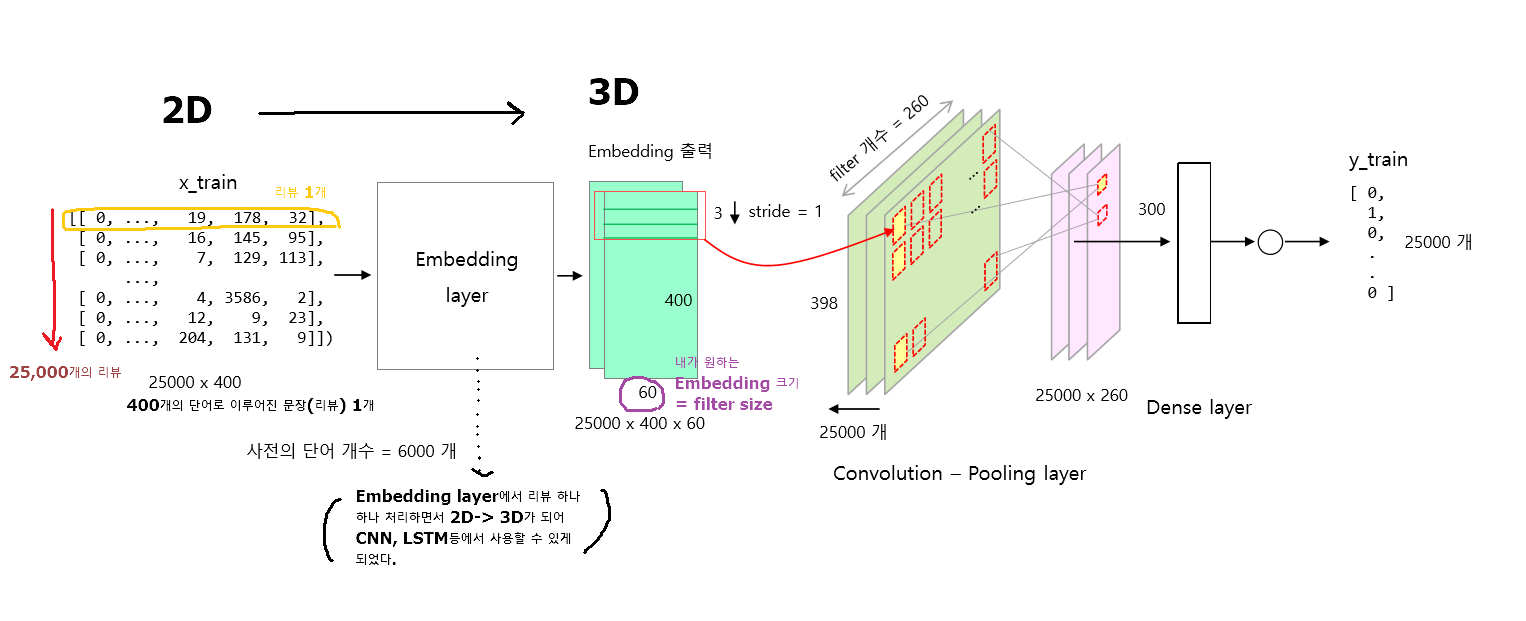 2D
3D
Embedding 출력
x_train
리뷰 1개
[[ 0, ..., 19, 178, 32],
[ 0, ..., 16, 145, 95],
[ 0, ..., 7, 129, 113],
...,
[ 0, ..., 4, 3586, 2],
[ 0, ..., 12, 9, 23],
[ 0, ..., 204, 131, 9]])
25,000개의 리뷰
25000 x 400
400개의 단어로 이루어진 문장(리뷰) 1개
Embedding
layer
사전의 단어 개수 = 6000 개
Embedding layer에서 리뷰 하나
하나 처리하면서 2D-> 3D가 되어
CNN, LSTM등에서 사용할 수 있게
되었다.
3
stride = 1
400
60
내가 원하는
Embedding 크기
= filter size
25000 x 400 x 60
filter 개수 = 260
...
...
398
25000 개
Convolution – Pooling layer
25000 x 260
300
Dense layer
y_train
[ 0,
1,
0,
.
.
0 ]
25000 개